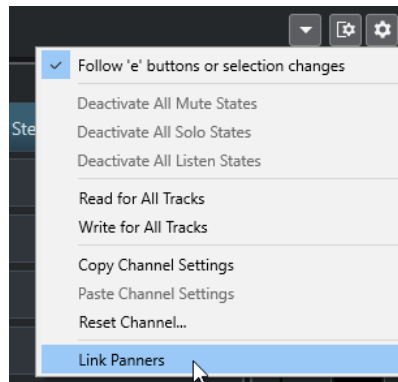 Follow 'e' buttons or selection changes
Deactivate All Mute States
Ste
Deactivate All Solo States
Deactivate All Listen States
Read for All Tracks
Write for All Tracks
Copy Channel Settings
Paste Channel Settings
Reset Channel...
Link Panners